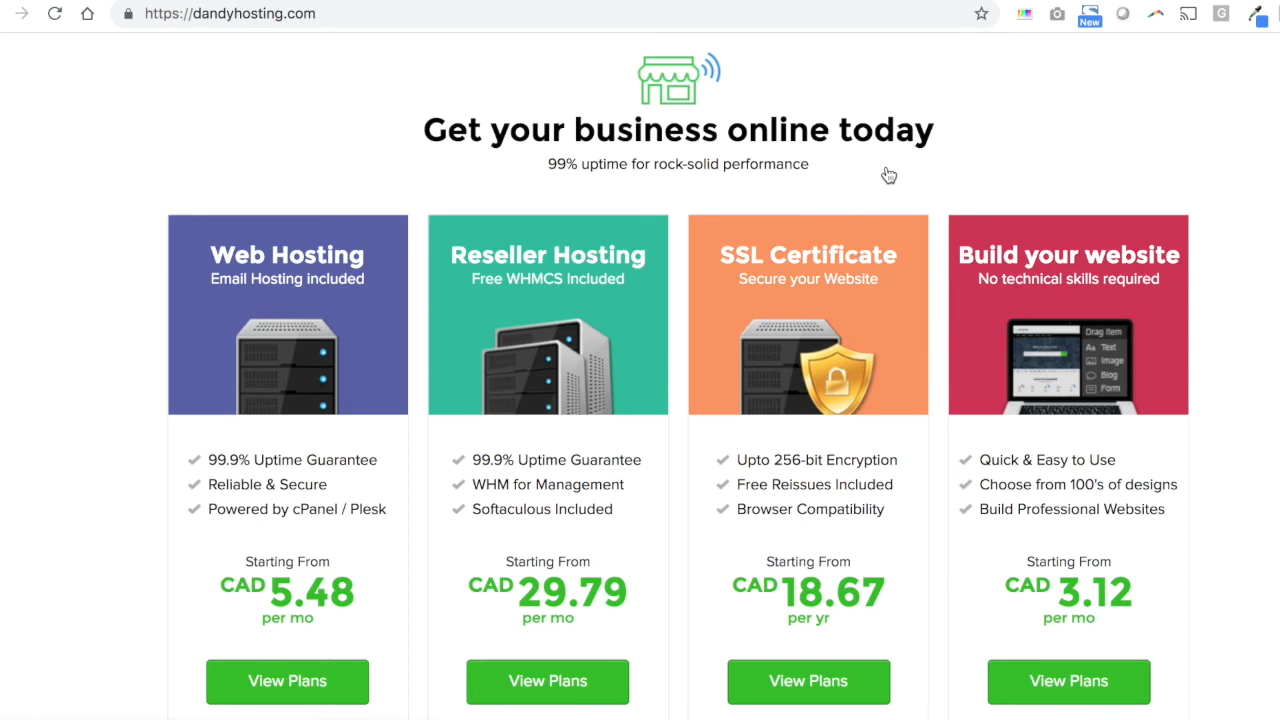 https://dandyhosting.com
New
G
Get your business online today
99% uptime for rock-solid performance
Web Hosting
Email Hosting included
99.9% Uptime Guarantee
Reliable & Secure
Powered by cPanel / Plesk
Starting From
CAD 5.48
per mo
View Plans
Reseller Hosting
Free WHMCS Included
99.9% Uptime Guarantee
WHM for Management
Softaculous Included
Starting From
CAD 29.79
per mo
View Plans
SSL Certificate
Secure your Website
Upto 256-bit Encryption
Free Reissues Included
Browser Compatibility
Starting From
CAD 18.67
per yr
View Plans
Build your website
No technical skills required
Drag Item
AA Text
Image
Blog
Form
Quick & Easy to Use
Choose from 100's of designs
Build Professional Websites
Starting From
CAD 3.12
per mo
View Plans